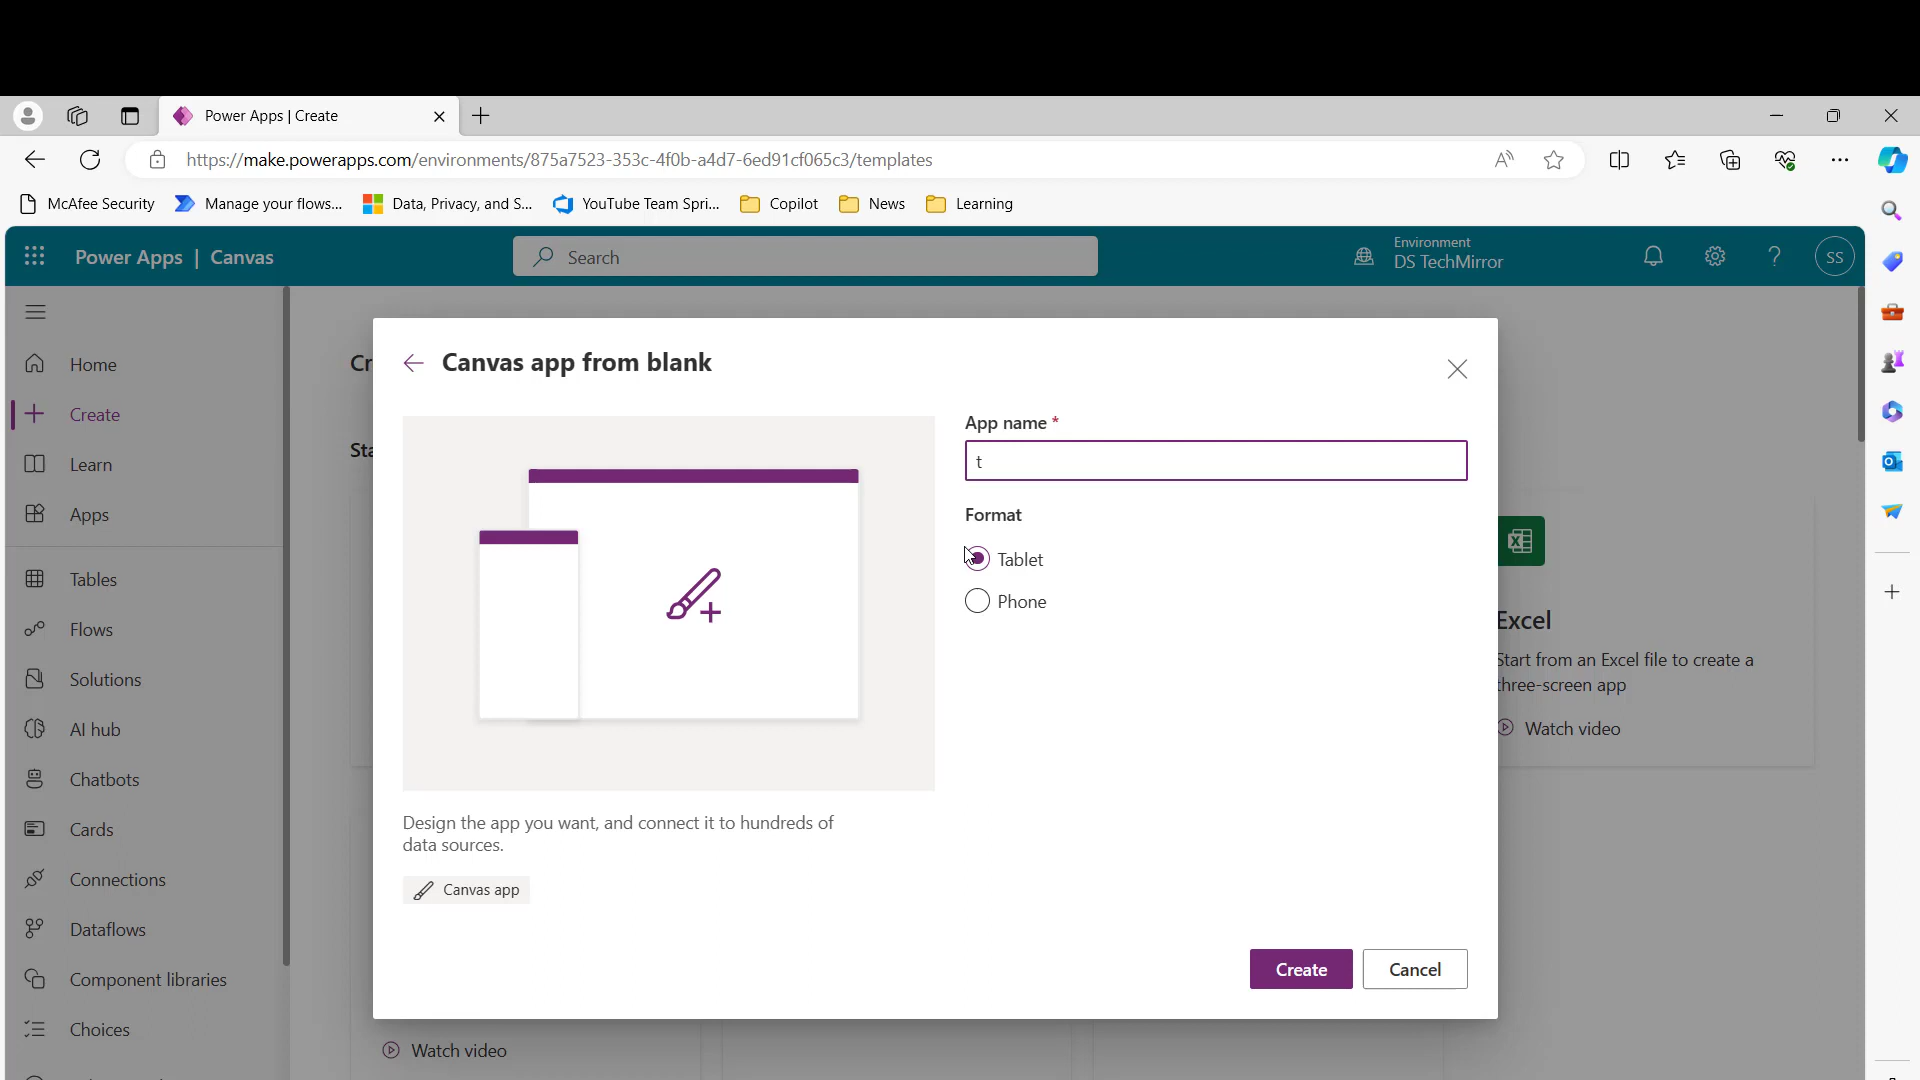 Power Apps | Create
https://make.powerapps.com/environments/875a7523-353c-4f0b-a4d7-6ed91cf065c3/templates
McAfee Security
Manage your flows...
Data, Privacy, and S...
YouTube Team Spri...
Copilot
News
Learning
Power Apps | Canvas
Search
Environment
DS TechMirror
SS
Home
Create
Learn
Apps
Tables
Flows
Solutions
AI hub
Chatbots
Cards
Connections
Dataflows
Component libraries
Choices
Canvas app from blank
App name *
t
Format
Tablet
Phone
Design the app you want, and connect it to hundreds of
data sources.
Canvas app
Create
Cancel
Excel
Start from an Excel file to create a
three-screen app
Watch video
Watch video